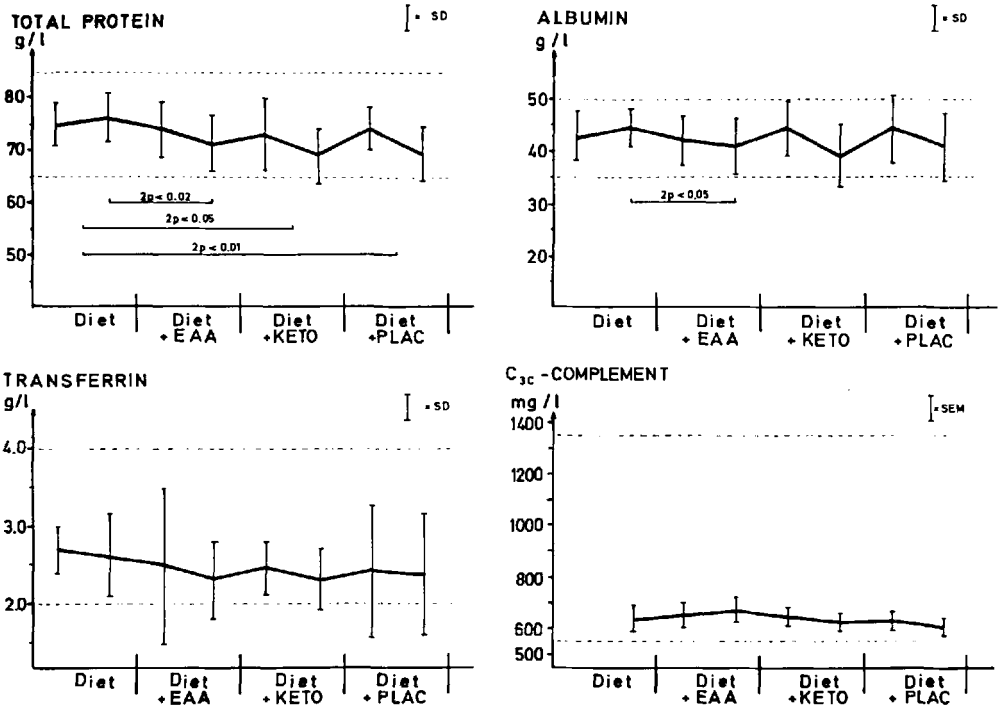 TOTAL PROTEIN
g/l
= SD
80
70
60
50
2p < 0.02
2p < 0.05
2p < 0.01
Diet
Diet
+ EAA
Diet
+KETO
Diet
+PLAC
ALBUMIN
g/l
= SD
50
40
30
20
2p < 0,05
Diet
Diet
+ EAA
Diet
+ KETO
Diet
+ PLAC
TRANSFERRIN
g/l
= SD
4.0
3.0
2.0
Diet
Diet
+ EAA
Diet
+ KETO
Diet
+ PLAC
C3C -COMPLEMENT
mg/l
= SEM
1400
1200
1000
800
700
600
500
Diet
Diet
+ EAA
Diet
+ KETO
Diet
+ PLAC